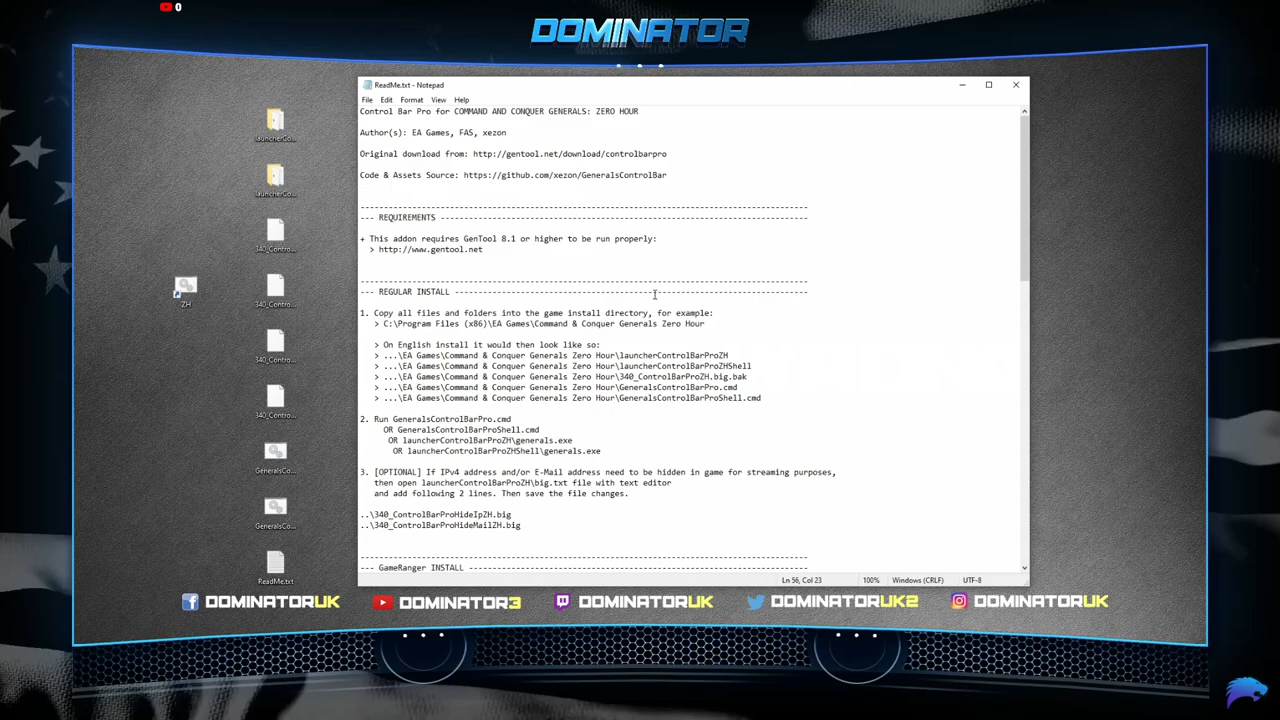 0
DOMINATOR
ReadMe.txt - Notepad
File Edit Format View Help
Control Bar Pro for COMMAND AND CONQUER GENERALS: ZERO HOUR
Author(s): EA Games, FAS, xezon
Original download from: http://gentool.net/download/controlbarpro
Code & Assets Source: https://github.com/xezon/GeneralsControlBar
--- REQUIREMENTS ---
+ This addon requires GenTool 8.1 or higher to be run properly:
> http://www.gentool.net
--- REGULAR INSTALL ---
1. Copy all files and folders into the game install directory, for example:
> C:\Program Files (x86)\EA Games\Command & Conquer Generals Zero Hour
> On English install it would then look like so:
> ...\EA Games\Command & Conquer Generals Zero Hour\launcherControlBarProZH
> ...\EA Games\Command & Conquer Generals Zero Hour\launcherControlBarProZHShell
> ...\EA Games\Command & Conquer Generals Zero Hour\340_ControlBarProZH.big.bak
> ...\EA Games\Command & Conquer Generals Zero Hour\GeneralsControlBarPro.cmd
> ...\EA Games\Command & Conquer Generals Zero Hour\GeneralsControlBarProShell.cmd
2. Run GeneralsControlBarPro.cmd
OR GeneralsControlBarProShell.cmd
OR launcherControlBarProZH\generals.exe
OR launcherControlBarProZHShell\generals.exe
3. [OPTIONAL] If IPv4 address and/or E-Mail address need to be hidden in game for streaming purposes,
then open launcherControlBarProZH\big.txt file with text editor
and add following 2 lines. Then save the file changes.
..\340_ControlBarProHideIpZH.big
..\340_ControlBarProHideMailZH.big
--- GameRanger INSTALL ---
Ln 56, Col 23 100% Windows (CRLF) UTF-8
launcherCo...
launcherCo...
340_Contro...
ZH
340_Contro...
340_Contro...
340_Contro...
GeneralsCo...
GeneralsCo...
ReadMe.txt
DOMINATORUK DOMINATOR3 DOMINATORUK DOMINATORUK2 DOMINATORUK